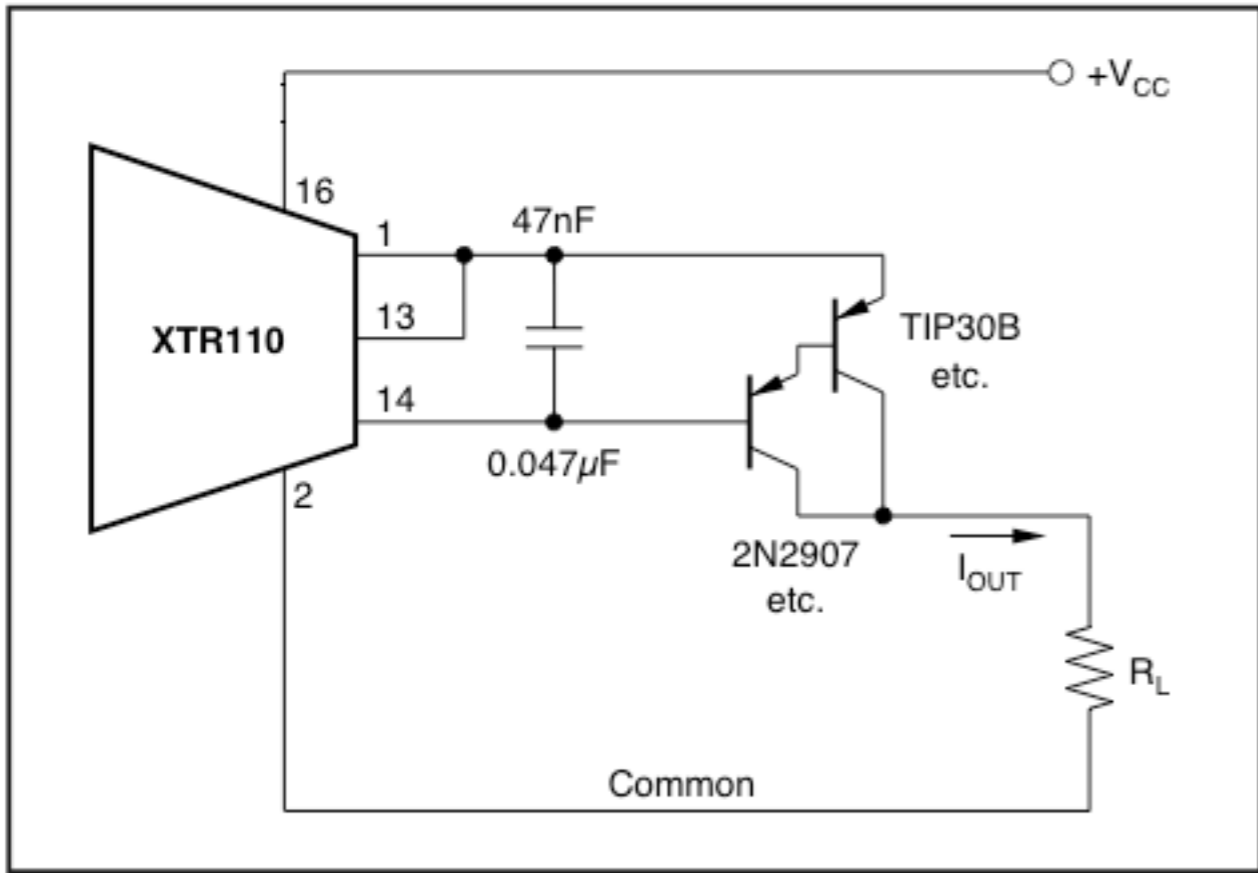 +VCC
16
1
47nF
13
XTR110
TIP30B
etc.
14
0.047µF
2
2N2907
etc.
IOUT
RL
Common